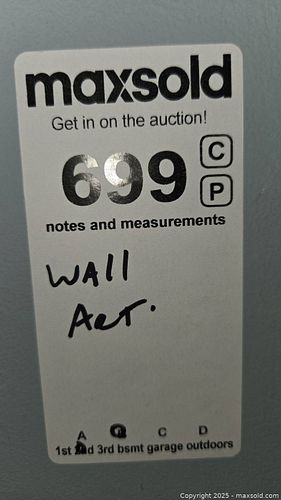 maxsold
Get in on the auction!
699
C
P
notes and measurements
WALL
ART.
A C D
1st 3rd bsmt garage outdoors
Copyright 2025 - maxsold.com